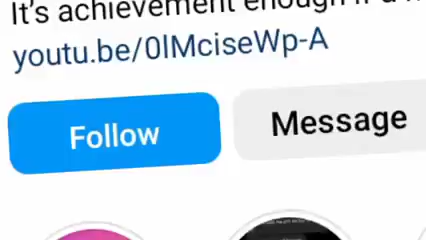 It's achievement enough if a
youtu.be/0lMciseWp-A
Follow
Message